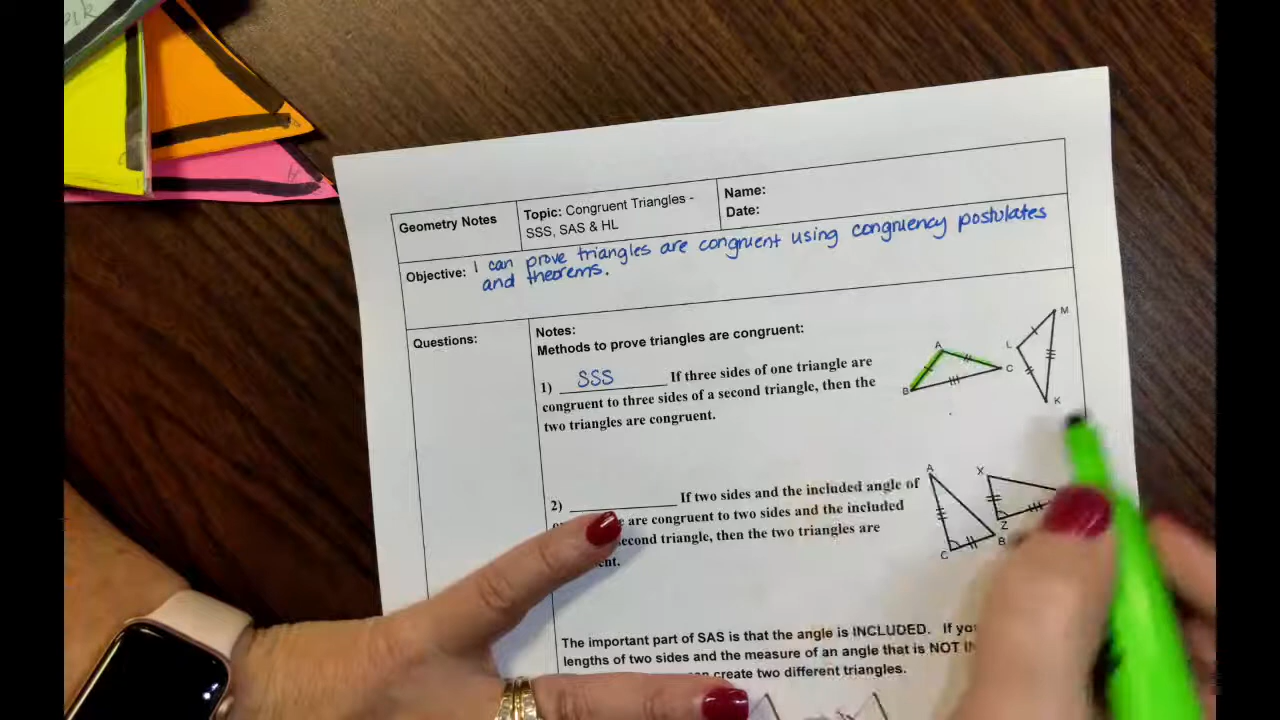 Geometry Notes
Topic: Congruent Triangles -
SSS, SAS & HL
Name:
Date:
Objective: I can prove triangles are congruent using congruency postulates
and theorems.
Questions:
Notes:
Methods to prove triangles are congruent:
1) SSS If three sides of one triangle are
congruent to three sides of a second triangle, then the
two triangles are congruent.
A
B
C
L
M
K
2) ____________ If two sides and the included angle of
are congruent to two sides and the included
second triangle, then the two triangles are
A
C
B
X
Z
The important part of SAS is that the angle is INCLUDED. If
lengths of two sides and the measure of an angle that is NOT
create two different triangles.